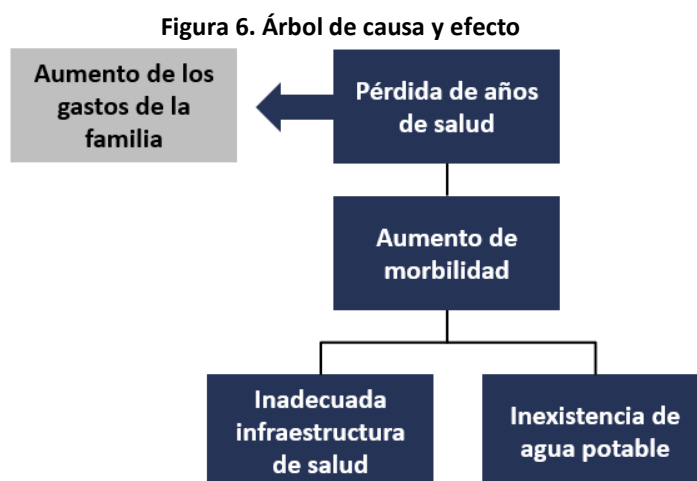 Figura 6. Árbol de causa y efecto
Aumento de los
gastos de la
familia
Pérdida de años
de salud
Aumento de
morbilidad
Inadecuada
infraestructura
de salud
Inexistencia de
agua potable